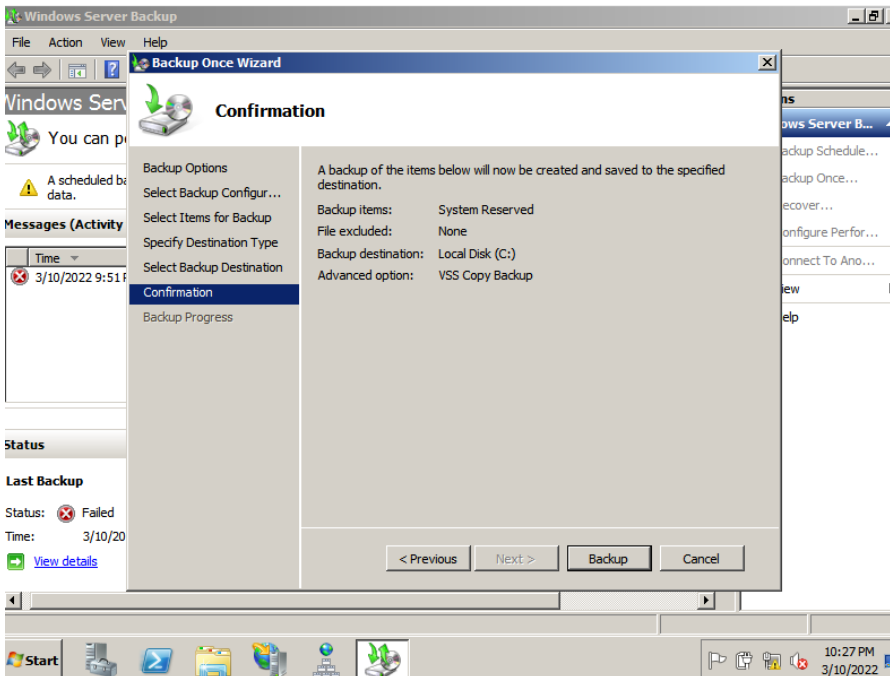 Windows Server Backup
File Action View Help
Backup Once Wizard
Windows Serv
You can pe
A scheduled ba
data.
Messages (Activity
Time
3/10/2022 9:51 P
Status
Last Backup
Status: Failed
Time: 3/10/20
View details
Confirmation
Backup Options
Select Backup Configur...
Select Items for Backup
Specify Destination Type
Select Backup Destination
Confirmation
Backup Progress
A backup of the items below will now be created and saved to the specified
destination.
Backup items: System Reserved
File excluded: None
Backup destination: Local Disk (C:)
Advanced option: VSS Copy Backup
< Previous Next > Backup Cancel
ns
ows Server B...
ackup Schedule...
ackup Once...
ecover...
onfigure Perfor...
onnect To Ano...
iew
elp
Start
10:27 PM
3/10/2022